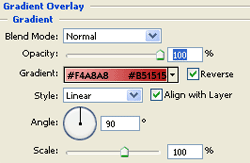 Gradient Overlay
Gradient
Blend Mode: Normal
Opacity: 100 %
Gradient: #F4A8A8 #B51515 Reverse
Style: Linear Align with Layer
Angle: 90 °
Scale: 100 %